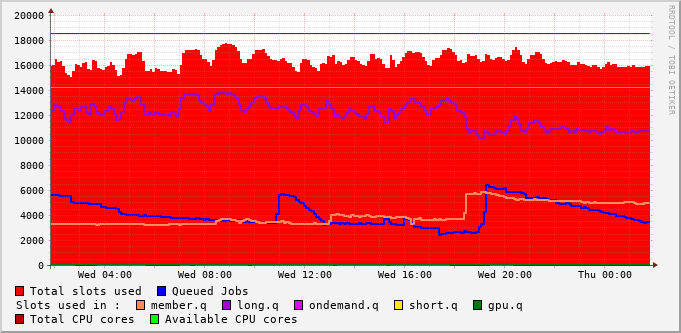 20000
18000
16000
14000
12000
10000
8000
6000
4000
2000
0
Wed 04:00 Wed 08:00 Wed 12:00 Wed 16:00 Wed 20:00 Thu 00:00
Total slots used Queued Jobs
Slots used in : member.q long.q ondemand.q short.q gpu.q
Total CPU cores Available CPU cores
RRDTOOL / TOBI OETIKER